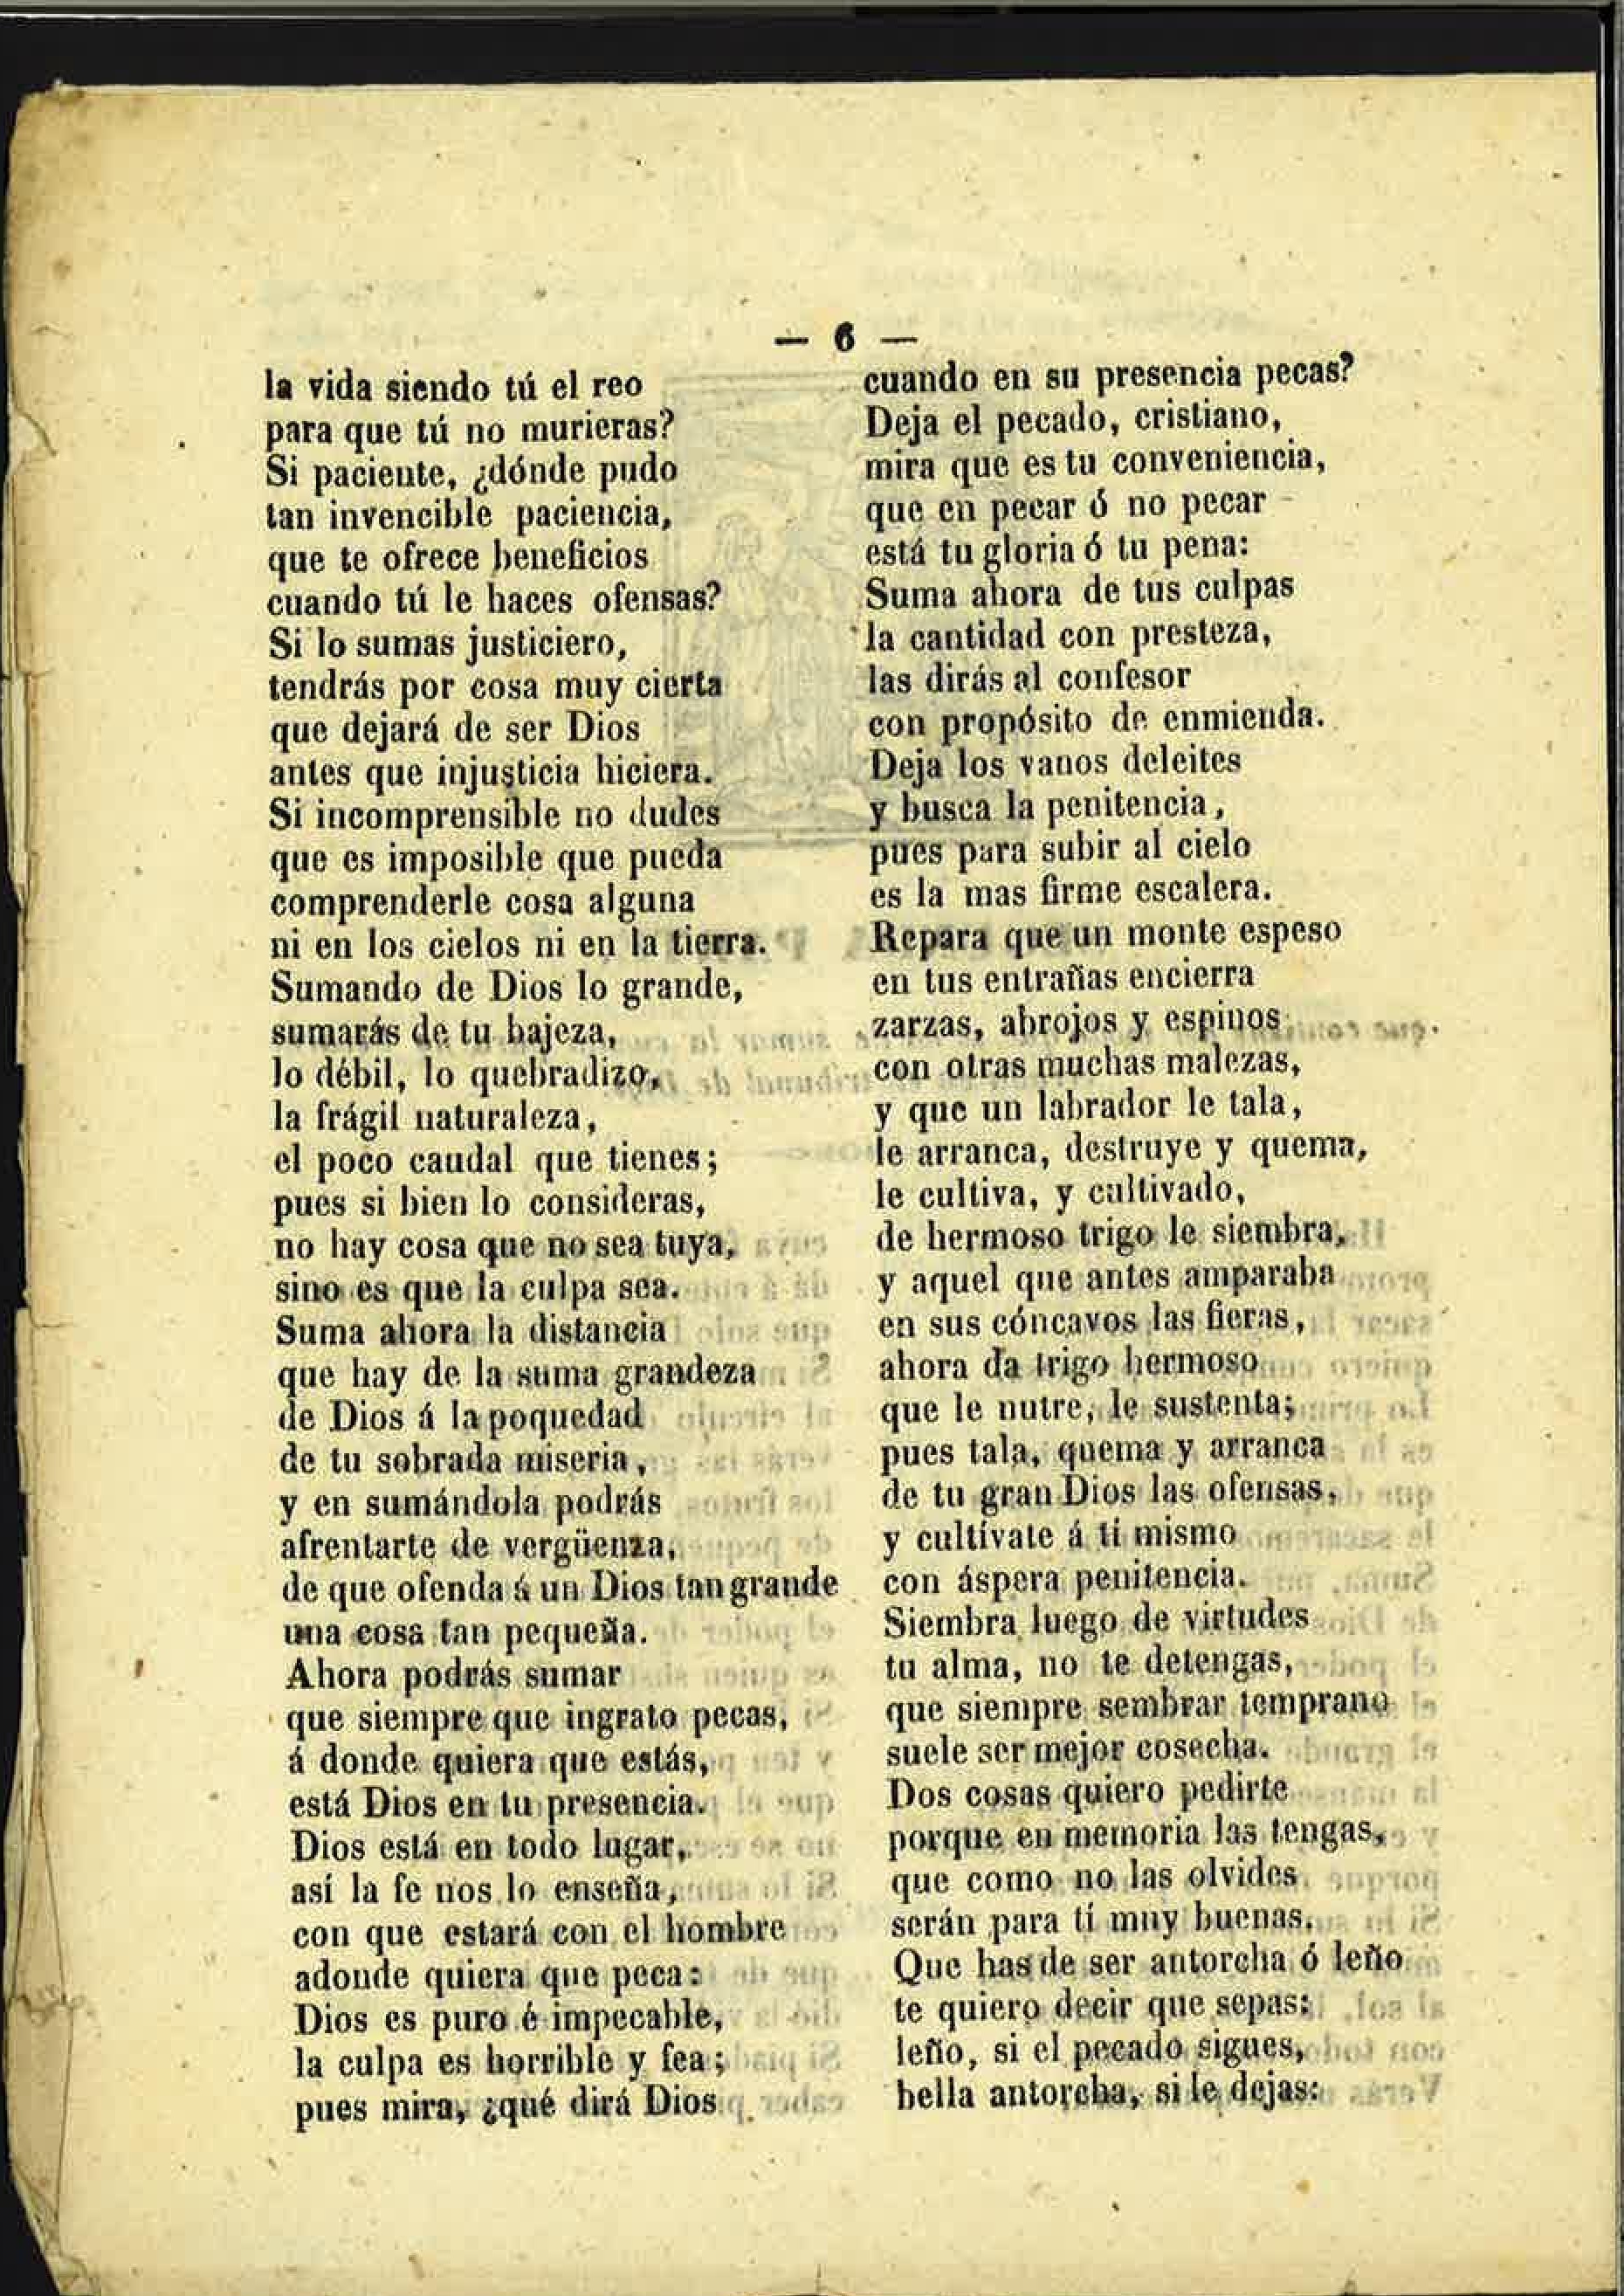 — 6 —
la vida siendo tú el reo
para que tú no murieras?
Si paciente, ¿dónde pudo
tan invencible paciencia,
que te ofrece beneficios
cuando tú le haces ofensas?
Si lo sumas justiciero,
tendrás por cosa muy cierta
que dejará de ser Dios
antes que injusticia hiciera.
Si incomprensible no dudes
que es imposible que pueda
comprenderle cosa alguna
ni en los cielos ni en la tierra.
Sumando de Dios lo grande,
sumarás de tu bajeza,
lo débil, lo quebradizo,
la frágil naturaleza,
el poco caudal que tienes;
pues si bien lo consideras,
no hay cosa que no sea tuya,
sino es que la culpa sea.
Suma ahora la distancia
que hay de la suma grandeza
de Dios á la poquedad
de tu sobrada miseria,
y en sumándola podrás
afrentarte de vergüenza,
de que ofenda á un Dios tan grande
una cosa tan pequeña.
Ahora podrás sumar
que siempre que ingrato pecas,
á donde quiera que estás,
está Dios en tu presencia.
Dios está en todo lugar,
así la fe nos lo enseña,
con que estará con el hombre
adonde quiera que peca:
Dios es puro é impecable,
la culpa es horrible y fea;
pues mira, ¿qué dirá Dios
cuando en su presencia pecas?
Deja el pecado, cristiano,
mira que es tu conveniencia,
que en pecar ó no pecar
está tu gloria ó tu pena:
Suma ahora de tus culpas
la cantidad con presteza,
las dirás al confesor
con propósito de enmienda.
Deja los vanos deleites
y busca la penitencia,
pues para subir al cielo
es la mas firme escalera.
Repara que un monte espeso
en tus entrañas encierra
zarzas, abrojos y espinos
con otras muchas malezas,
y que un labrador le tala,
le arranca, destruye y quema,
le cultiva, y cultivado,
de hermoso trigo le siembra,
y aquel que antes amparaba
en sus cóncavos las fieras,
ahora da trigo hermoso
que le nutre, le sustenta;
pues tala, quema y arranca
de tu gran Dios las ofensas,
y cultívate á tí mismo
con áspera penitencia.
Siembra luego de virtudes
tu alma, no te detengas,
que siempre sembrar temprano
suele ser mejor cosecha.
Dos cosas quiero pedirte
porque en memoria las tengas,
que como no las olvides
serán para tí muy buenas.
Que has de ser antorcha ó leño
te quiero decir que sepas:
leño, si el pecado sigues,
bella antorcha, si le dejas: